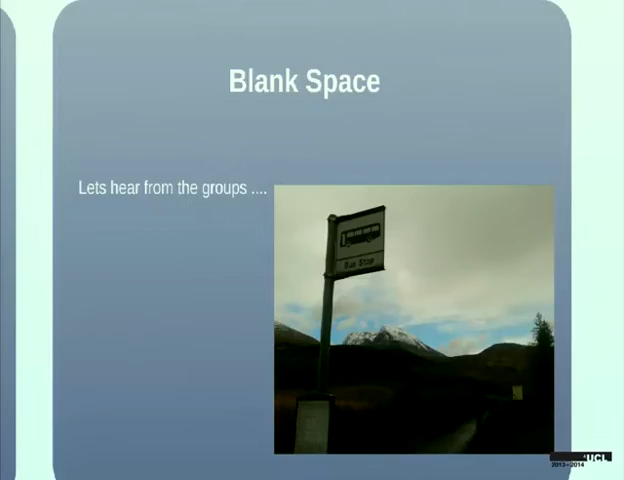 Blank Space
Lets hear from the groups ....
Bus Stop
UCL
2013-2014